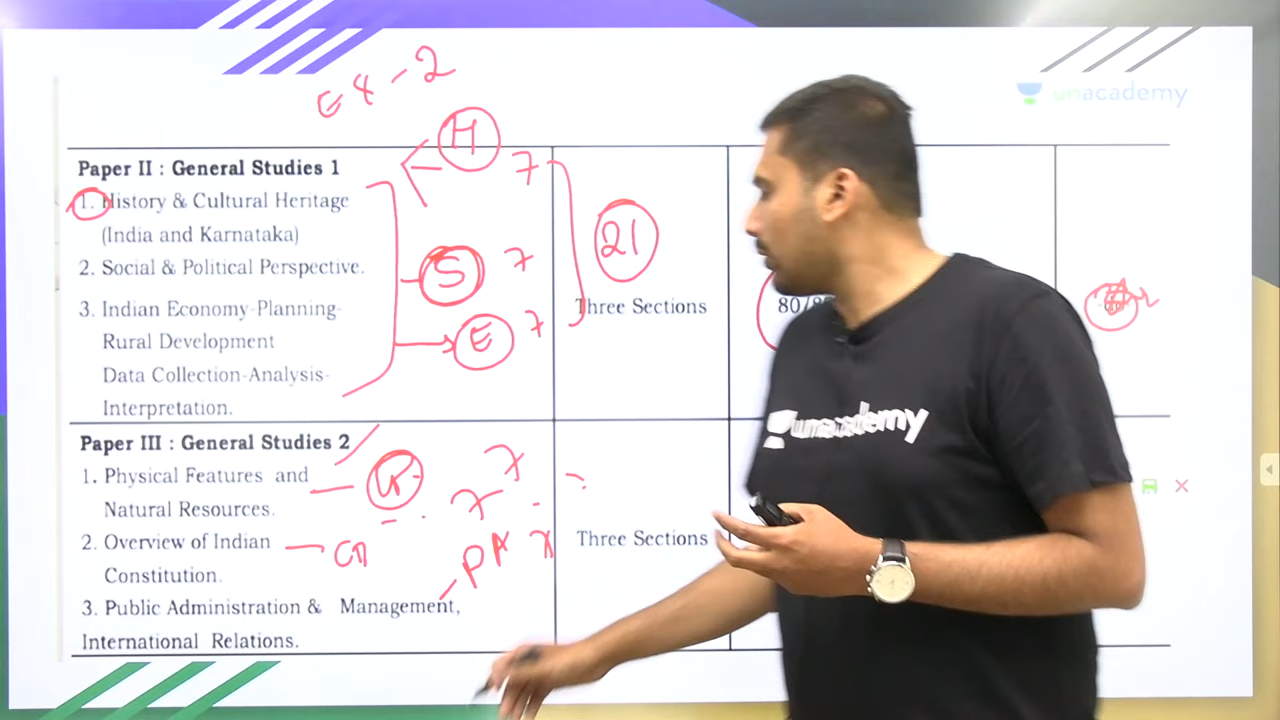 unacademy
Paper II : General Studies 1
1. History & Cultural Heritage
(India and Karnataka)
2. Social & Political Perspective.
3. Indian Economy-Planning-
Rural Development
Data Collection-Analysis-
Interpretation.
H
7
S 7
E 7
21
Three Sections
unacademy
Paper III : General Studies 2
1. Physical Features and
Natural Resources.
2. Overview of Indian
Constitution.
3. Public Administration & Management,
International Relations.
7
7
PA
Three Sections